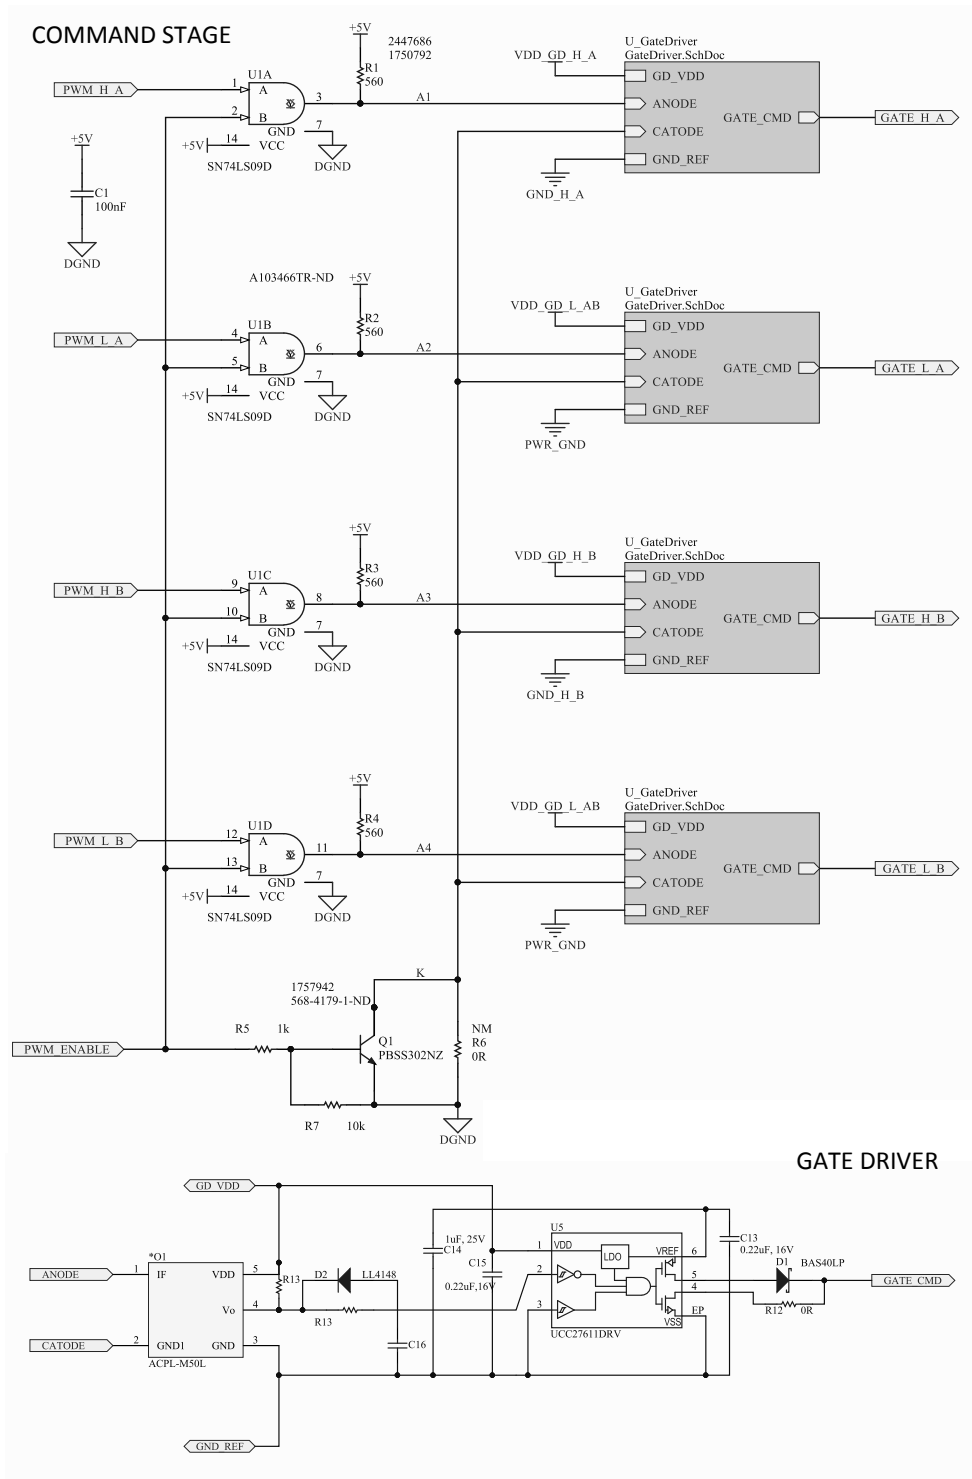 COMMAND STAGE
+5V
2447686
1750792
R1
560
VDD_GD_H_A
U_GateDriver
GateDriver.SchDoc
GD_VDD
ANODE
CATODE
GND_REF
GATE_CMD
GATE_H_A
PWM_H_A
U1A
1
A
2
B
3
A1
GND
7
14
VCC
+5V
DGND
SN74LS09D
GND_H_A
+5V
C1
100nF
DGND
A103466TR-ND
+5V
R2
560
VDD_GD_L_AB
U_GateDriver
GateDriver.SchDoc
GD_VDD
ANODE
CATODE
GND_REF
GATE_CMD
GATE_L_A
PWM_L_A
U1B
4
A
5
B
6
A2
GND
7
14
VCC
+5V
DGND
SN74LS09D
PWR_GND
+5V
R3
560
VDD_GD_H_B
U_GateDriver
GateDriver.SchDoc
GD_VDD
ANODE
CATODE
GND_REF
GATE_CMD
GATE_H_B
PWM_H_B
U1C
9
A
10
B
8
A3
GND
7
14
VCC
+5V
DGND
SN74LS09D
GND_H_B
+5V
R4
560
VDD_GD_L_AB
U_GateDriver
GateDriver.SchDoc
GD_VDD
ANODE
CATODE
GND_REF
GATE_CMD
GATE_L_B
PWM_L_B
U1D
12
A
13
B
11
A4
GND
7
14
VCC
+5V
DGND
SN74LS09D
PWR_GND
K
1757942
568-4179-1-ND
PWM_ENABLE
R5
1k
Q1
PBSS302NZ
NM
R6
0R
R7
10k
DGND
GATE DRIVER
GD_VDD
*O1
ANODE
1
IF
VDD
5
R13
Vo
4
CATODE
2
GND1
GND
3
ACPL-M50L
D2
LL4148
R13
C16
1uF, 25V
C14
C15
0.22uF,16V
U5
1
VDD
LDO
VREF
6
2
5
4
3
EP
VSS
UCC27611DRV
C13
0.22uF, 16V
D1
BAS40LP
R12
0R
GATE_CMD
GND_REF